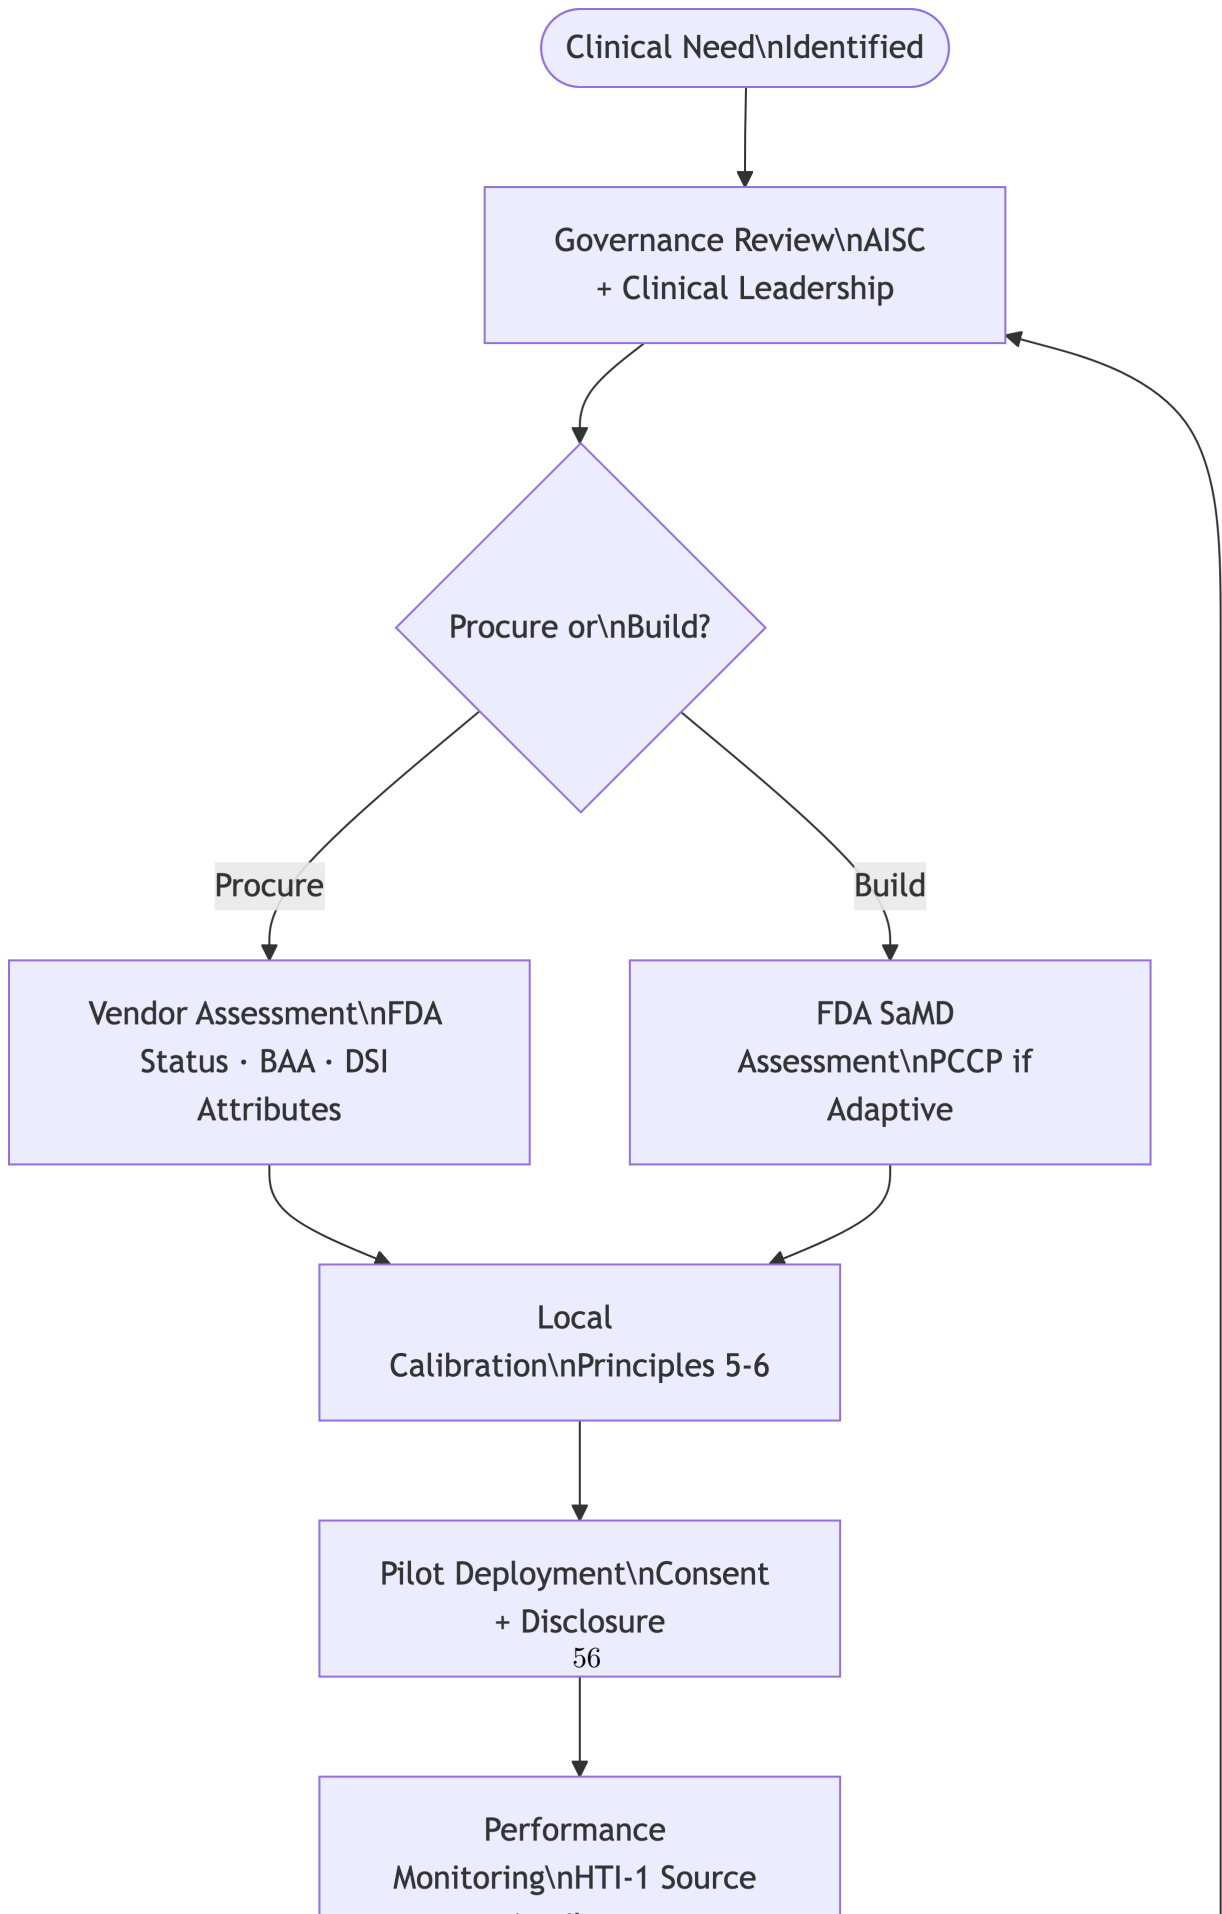 Clinical Need\nIdentified
Governance Review\nAISC
+ Clinical Leadership
Procure or\nBuild?
Procure
Build
Vendor Assessment\nFDA
Status · BAA · DSI
Attributes
FDA SaMD
Assessment\nPCCP if
Adaptive
Local
Calibration\nPrinciples 5-6
Pilot Deployment\nConsent
+ Disclosure
56
Performance
Monitoring\nHTI-1 Source